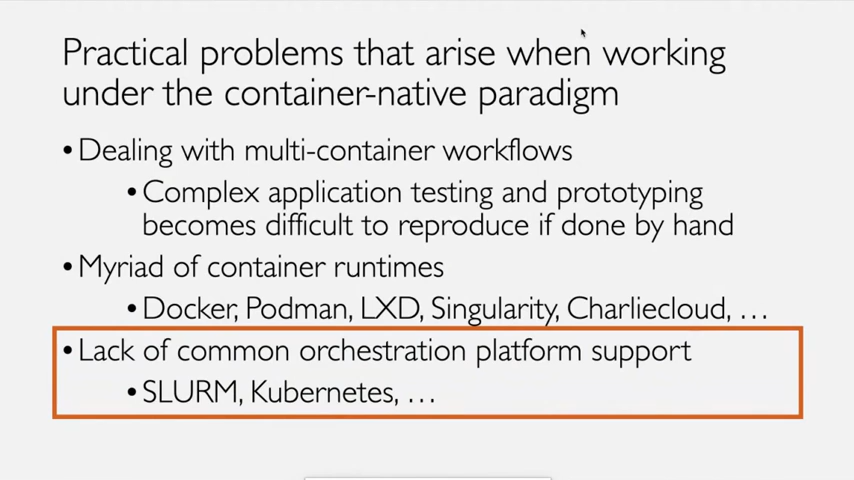 Practical problems that arise when working
under the container-native paradigm
•Dealing with multi-container workflows
•Complex application testing and prototyping
becomes difficult to reproduce if done by hand
•Myriad of container runtimes
•Docker, Podman, LXD, Singularity, Charliecloud, …
•Lack of common orchestration platform support
•SLURM, Kubernetes, …